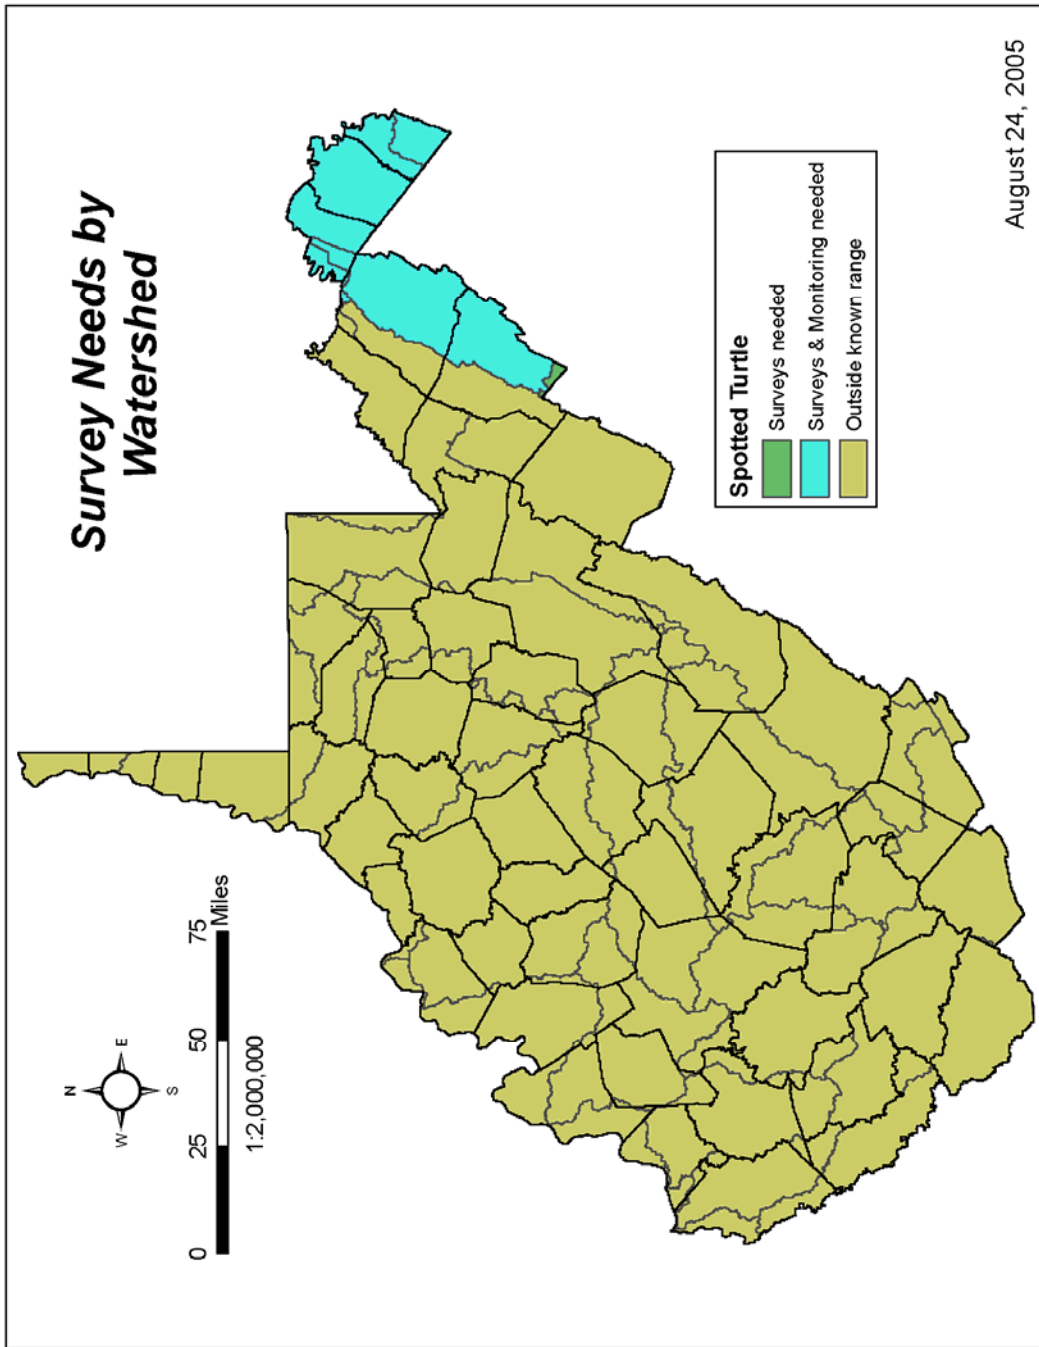 Survey Needs by
Watershed
N
W
E
S
0
25
50
75
Miles
1:2,000,000
Spotted Turtle
Surveys needed
Surveys & Monitoring needed
Outside known range
August 24, 2005